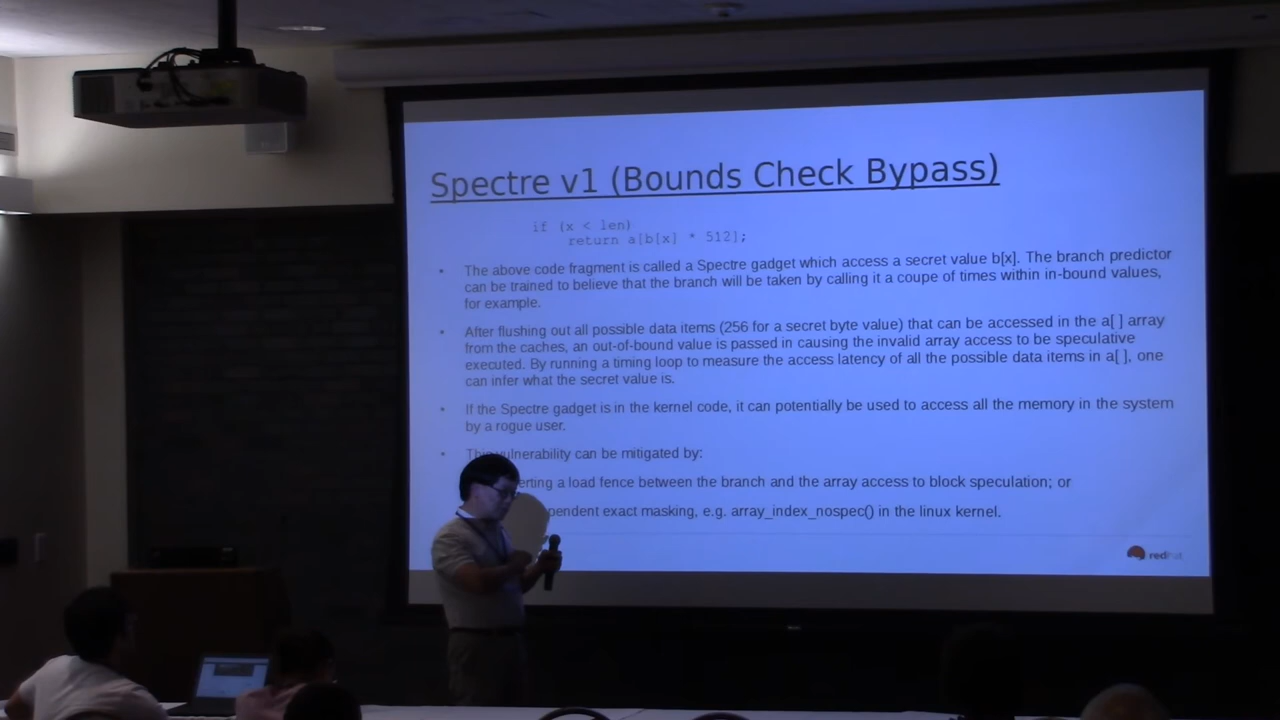 Spectre v1 (Bounds Check Bypass)
if (x < len)
return a[b[x] * 512];
The above code fragment is called a Spectre gadget which access a secret value b[x]. The branch predictor
can be trained to believe that the branch will be taken by calling it a coupe of times within in-bound values,
for example.
After flushing out all possible data items (256 for a secret byte value) that can be accessed in the a[ ] array
from the caches, an out-of-bound value is passed in causing the invalid array access to be speculative
executed. By running a timing loop to measure the access latency of all the possible data items in a[ ], one
can infer what the secret value is.
If the Spectre gadget is in the kernel code, it can potentially be used to access all the memory in the system
by a rogue user.
This vulnerability can be mitigated by:
a load fence between the branch and the array access to block speculation; or
exact masking, e.g. array_index_nospec() in the linux kernel.
redhat